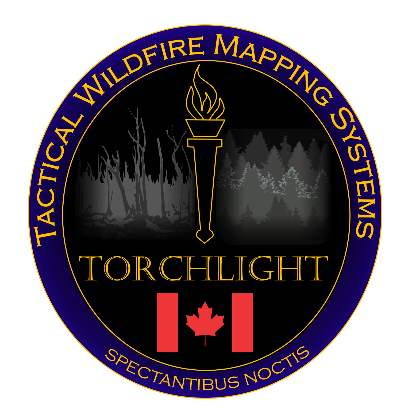 TACTICAL WILDFIRE MAPPING SYSTEMS
TORCHLIGHT
SPECTANTIBUS NOCTIS